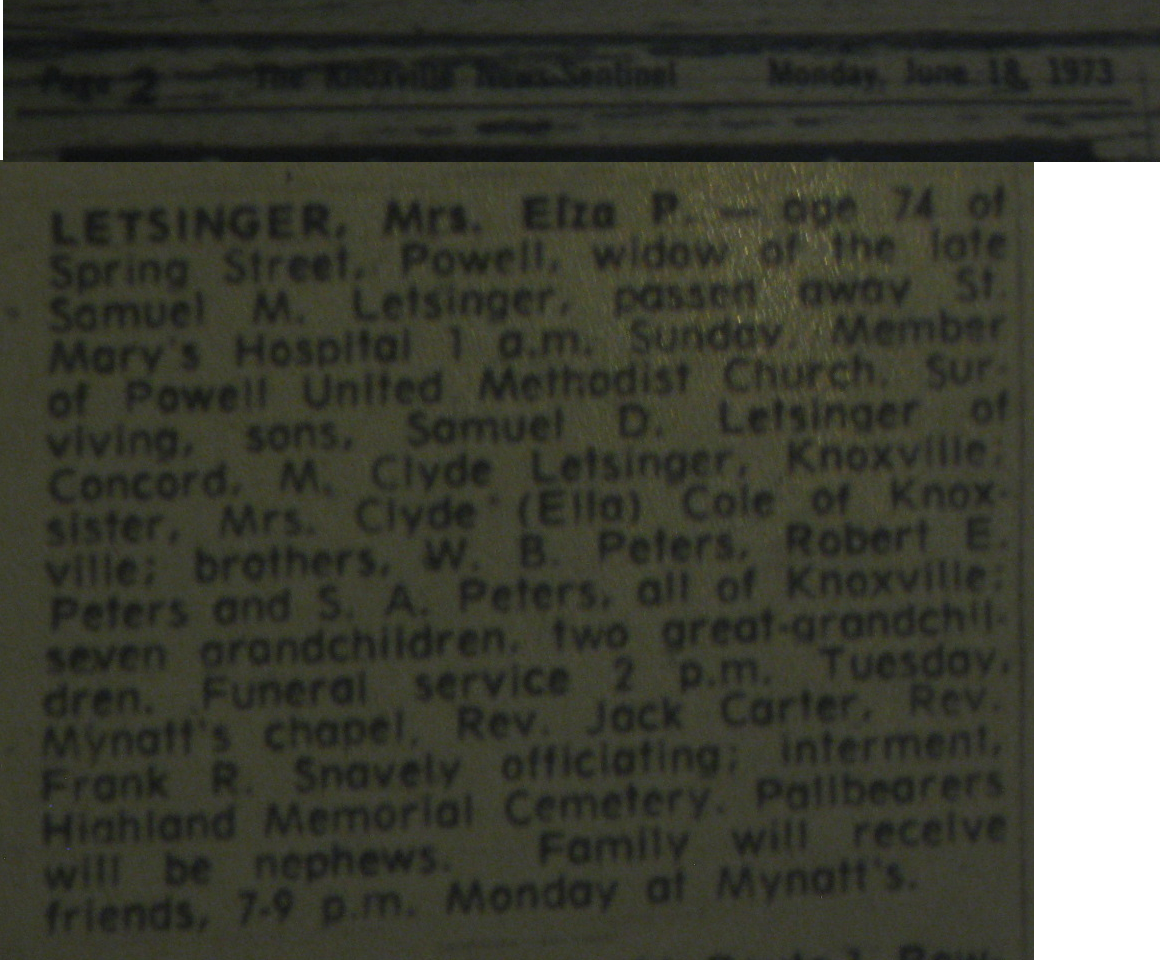 Page 2 The Knoxville News-Sentinel Monday, June 18, 1973
LETSINGER, Mrs. Elza P. — age 74 of
Spring Street, Powell, widow of the late
Samuel M. Letsinger, passed away St.
Mary's Hospital 1 a.m. Sunday. Member
of Powell United Methodist Church. Sur-
viving, sons, Samuel D. Letsinger of
Concord, M. Clyde Letsinger, Knoxville;
sister, Mrs. Clyde (Ella) Cole of Knox-
ville; brothers, W. B. Peters, Robert E.
Peters and S. A. Peters, all of Knoxville;
seven grandchildren, two great-grandchil-
dren. Funeral service 2 p.m. Tuesday,
Mynatt's chapel, Rev. Jack Carter, Rev.
Frank R. Snavely officiating; interment,
Highland Memorial Cemetery. Pallbearers
will be nephews. Family will receive
friends, 7-9 p.m. Monday at Mynatt's.